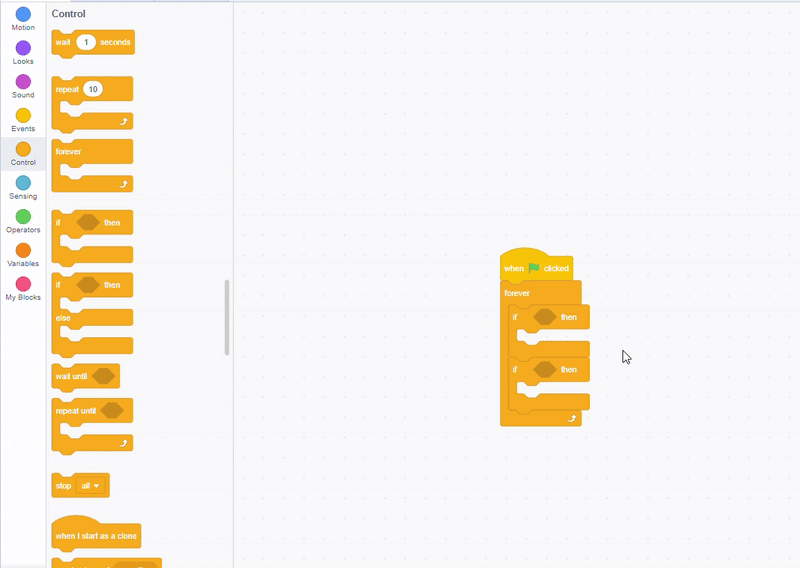 Motion
Looks
Sound
Events
Control
Sensing
Operators
Variables
My Blocks
Control
wait 1 seconds
repeat 10
forever
if then
if then
else
wait until
repeat until
stop all
when I start as a clone
when clicked
forever
if then
if then